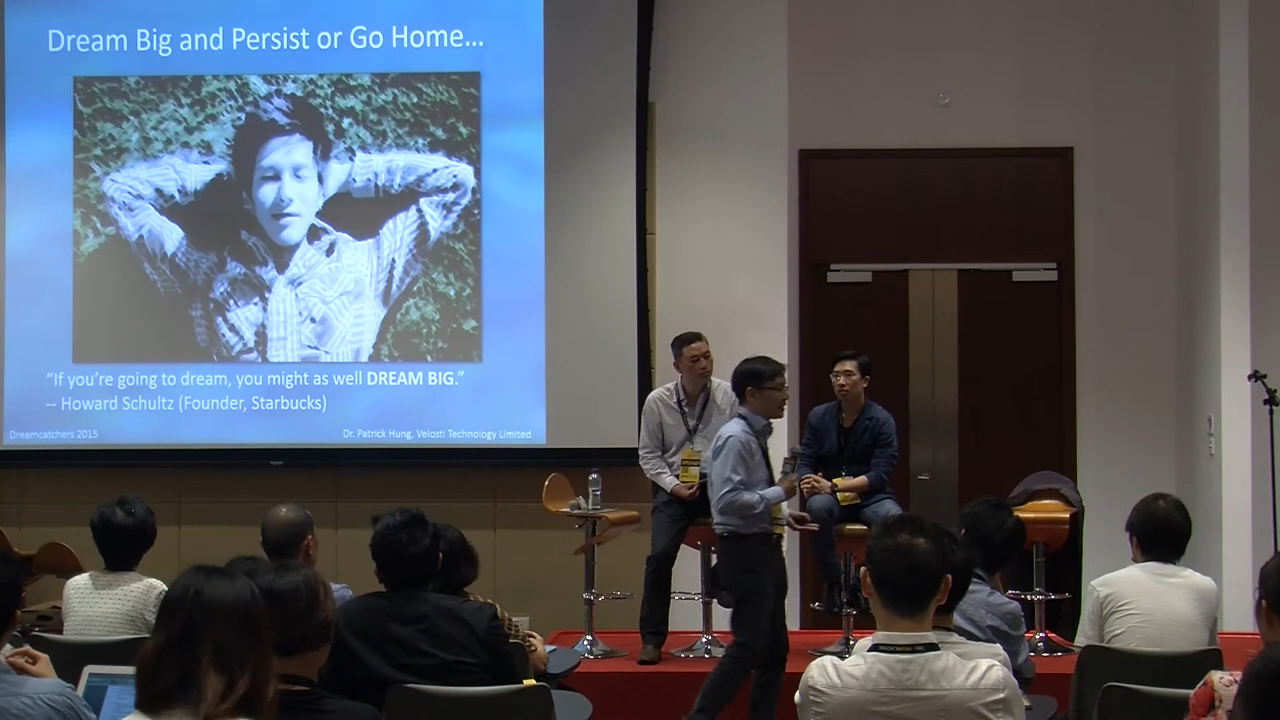 Dream Big and Persist or Go Home...
“If you’re going to dream, you might as well DREAM BIG.”
-- Howard Schultz (Founder, Starbucks)
Dreamcatchers 2015
Dr. Patrick Hung, Velosti Technology Limited